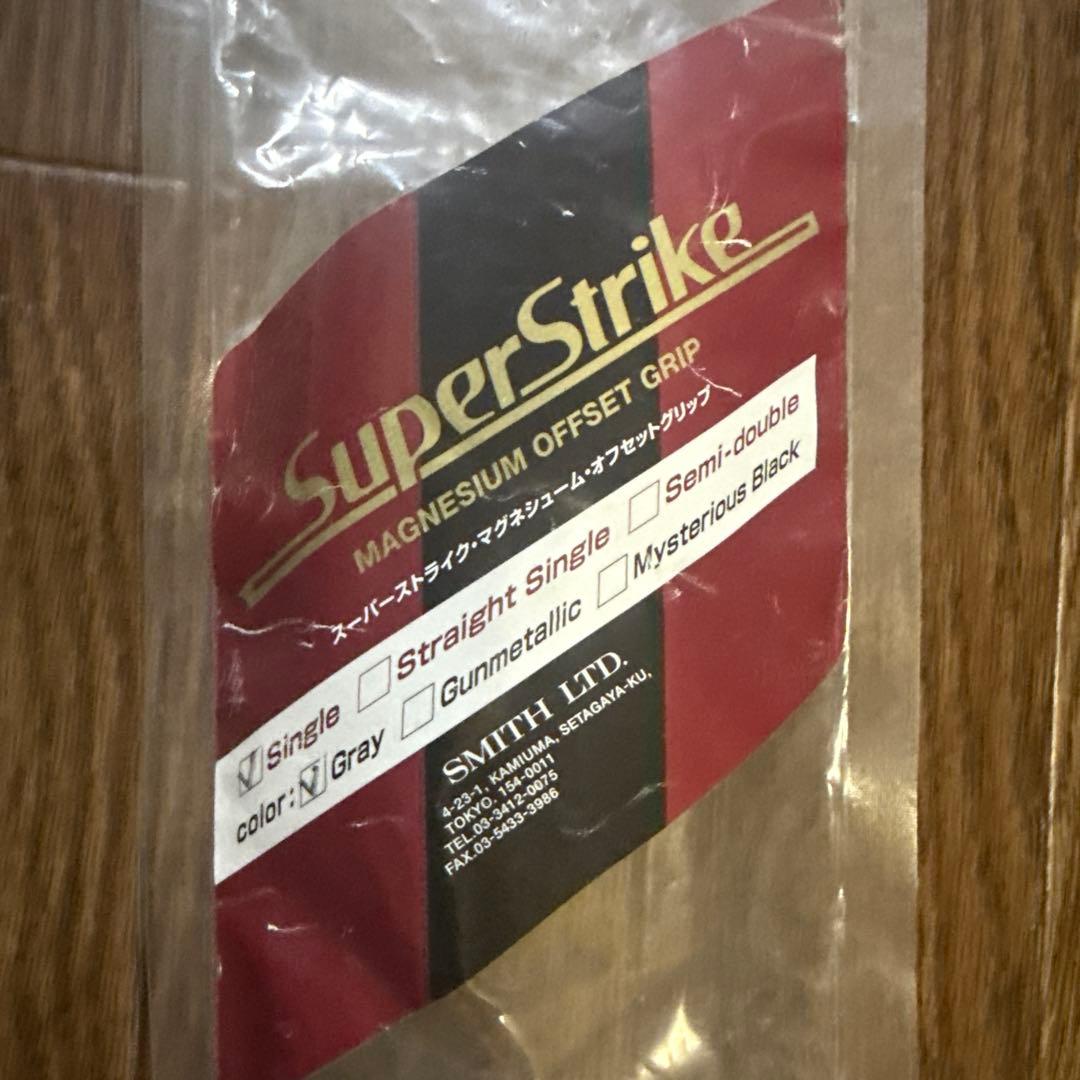 SuperStrike
MAGNESIUM OFFSET GRIP
スーパーストライク・マグネシューム・オフセットグリップ
☑Single ☐Straight Single ☐Semi-double
color:☑Gray ☐Gunmetallic ☐Mysterious Black
SMITH LTD.
4-23-1, KAMIUMA, SETAGAYA-KU,
TOKYO. 154-0011
TEL.03-3412-0075
FAX.03-5433-3986